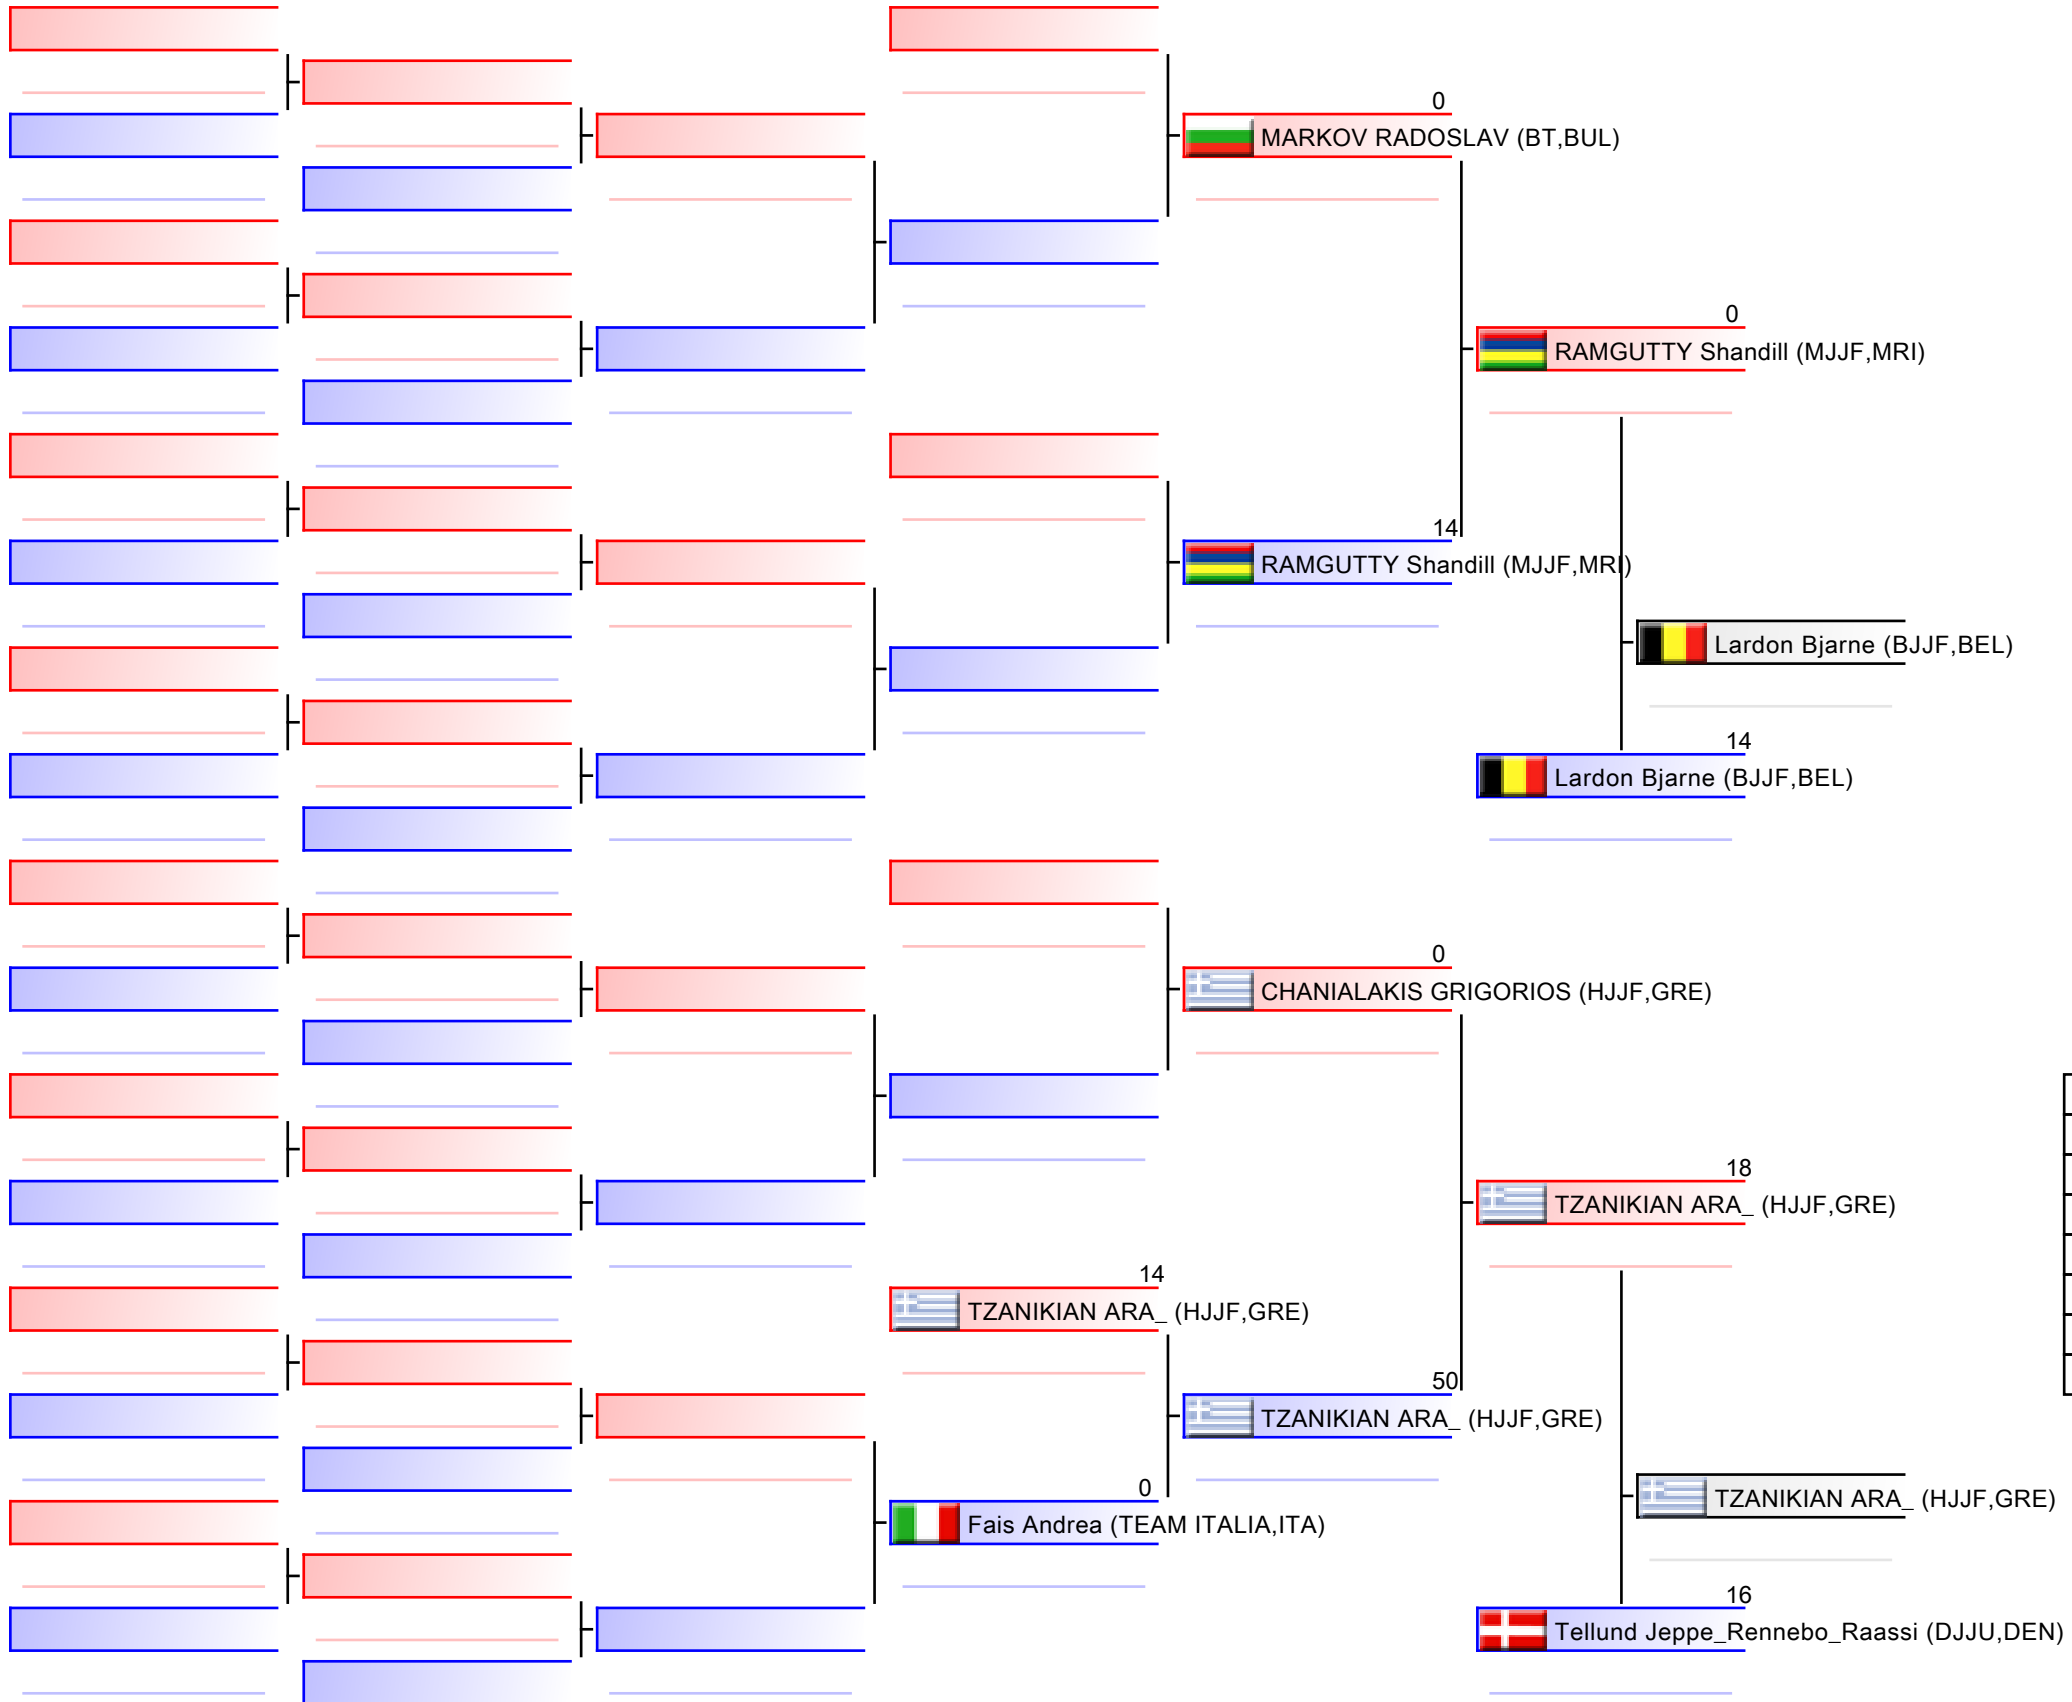 0
MARKOV RADOSLAV (BT,BUL)
0
RAMGUTTY Shandill (MJJF,MRI)
14
RAMGUTTY Shandill (MJJF,MRI)
Lardon Bjarne (BJJF,BEL)
14
Lardon Bjarne (BJJF,BEL)
0
CHANIALAKIS GRIGORIOS (HJJF,GRE)
18
TZANIKIAN ARA_ (HJJF,GRE)
14
TZANIKIAN ARA_ (HJJF,GRE)
50
TZANIKIAN ARA_ (HJJF,GRE)
0
Fais Andrea (TEAM ITALIA,ITA)
TZANIKIAN ARA_ (HJJF,GRE)
16
Tellund Jeppe_Rennebo_Raassi (DJJU,DEN)